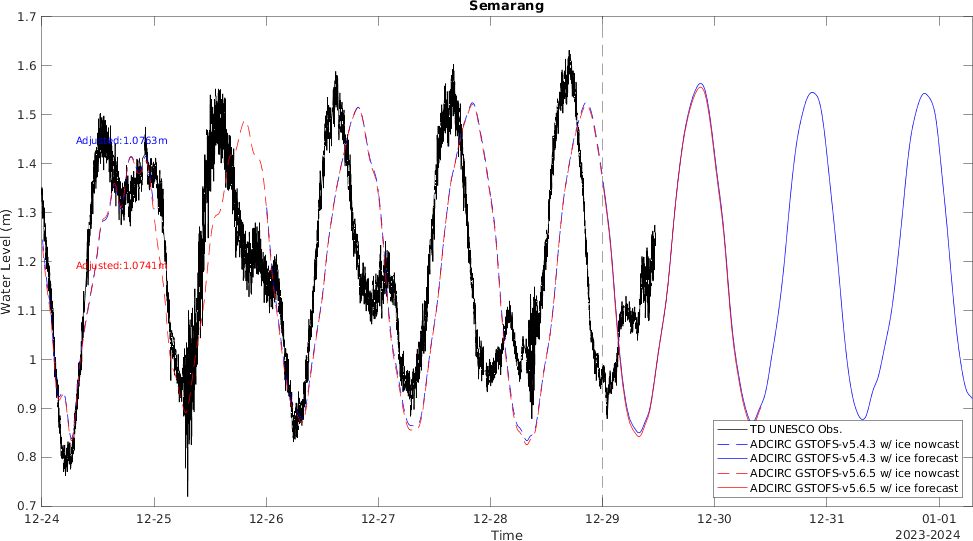 Semarang
1.7
1.6
1.5
1.4
1.3
1.2
1.1
1
0.9
0.8
0.7
Water Level (m)
Adjusted:1.0763m
Adjusted:1.0741m
TD UNESCO Obs.
ADCIRC GSTOFS-v5.4.3 w/ ice nowcast
ADCIRC GSTOFS-v5.4.3 w/ ice forecast
ADCIRC GSTOFS-v5.6.5 w/ ice nowcast
ADCIRC GSTOFS-v5.6.5 w/ ice forecast
12-24 12-25 12-26 12-27 12-28 12-29 12-30 12-31 01-01
Time
2023-2024